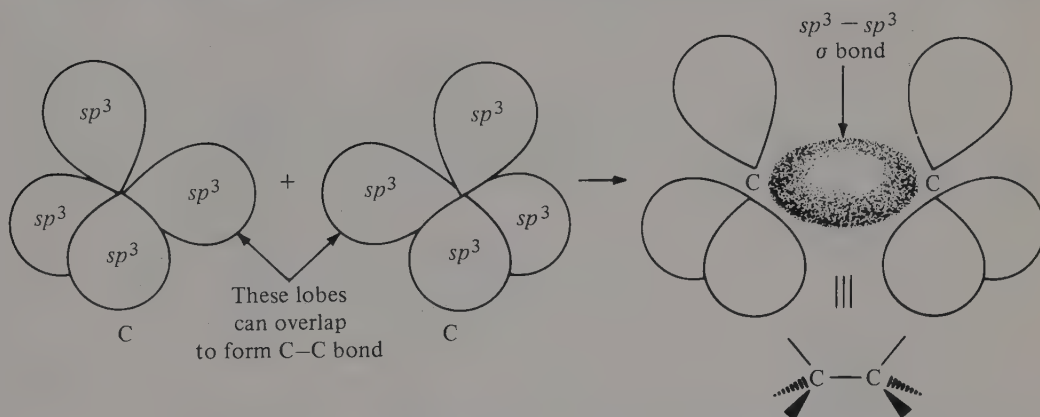 sp³
sp³
sp³
sp³
C
+
sp³
sp³
sp³
sp³
C
These lobes
can overlap
to form C–C bond
sp³ – sp³
σ bond
C
C
C – C